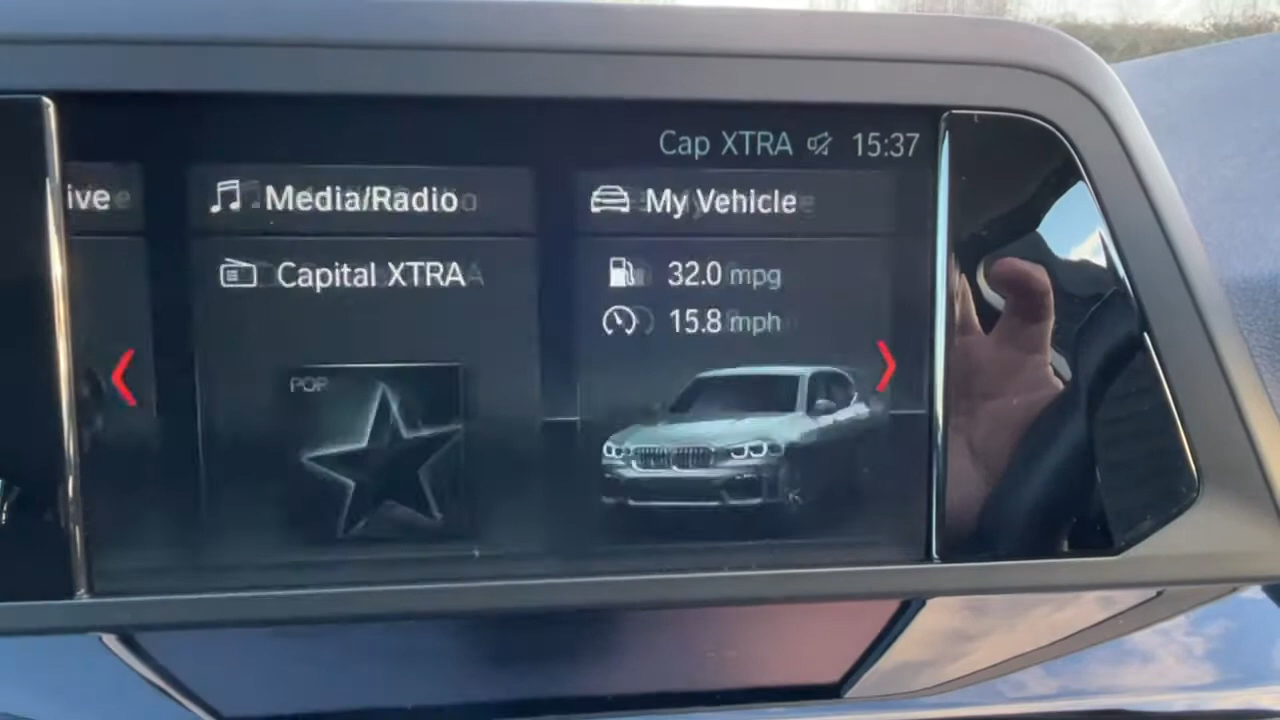 Cap XTRA 15:37
ive
Media/Radio
My Vehicle
Capital XTRA
32.0 mpg
15.8 mph
POP